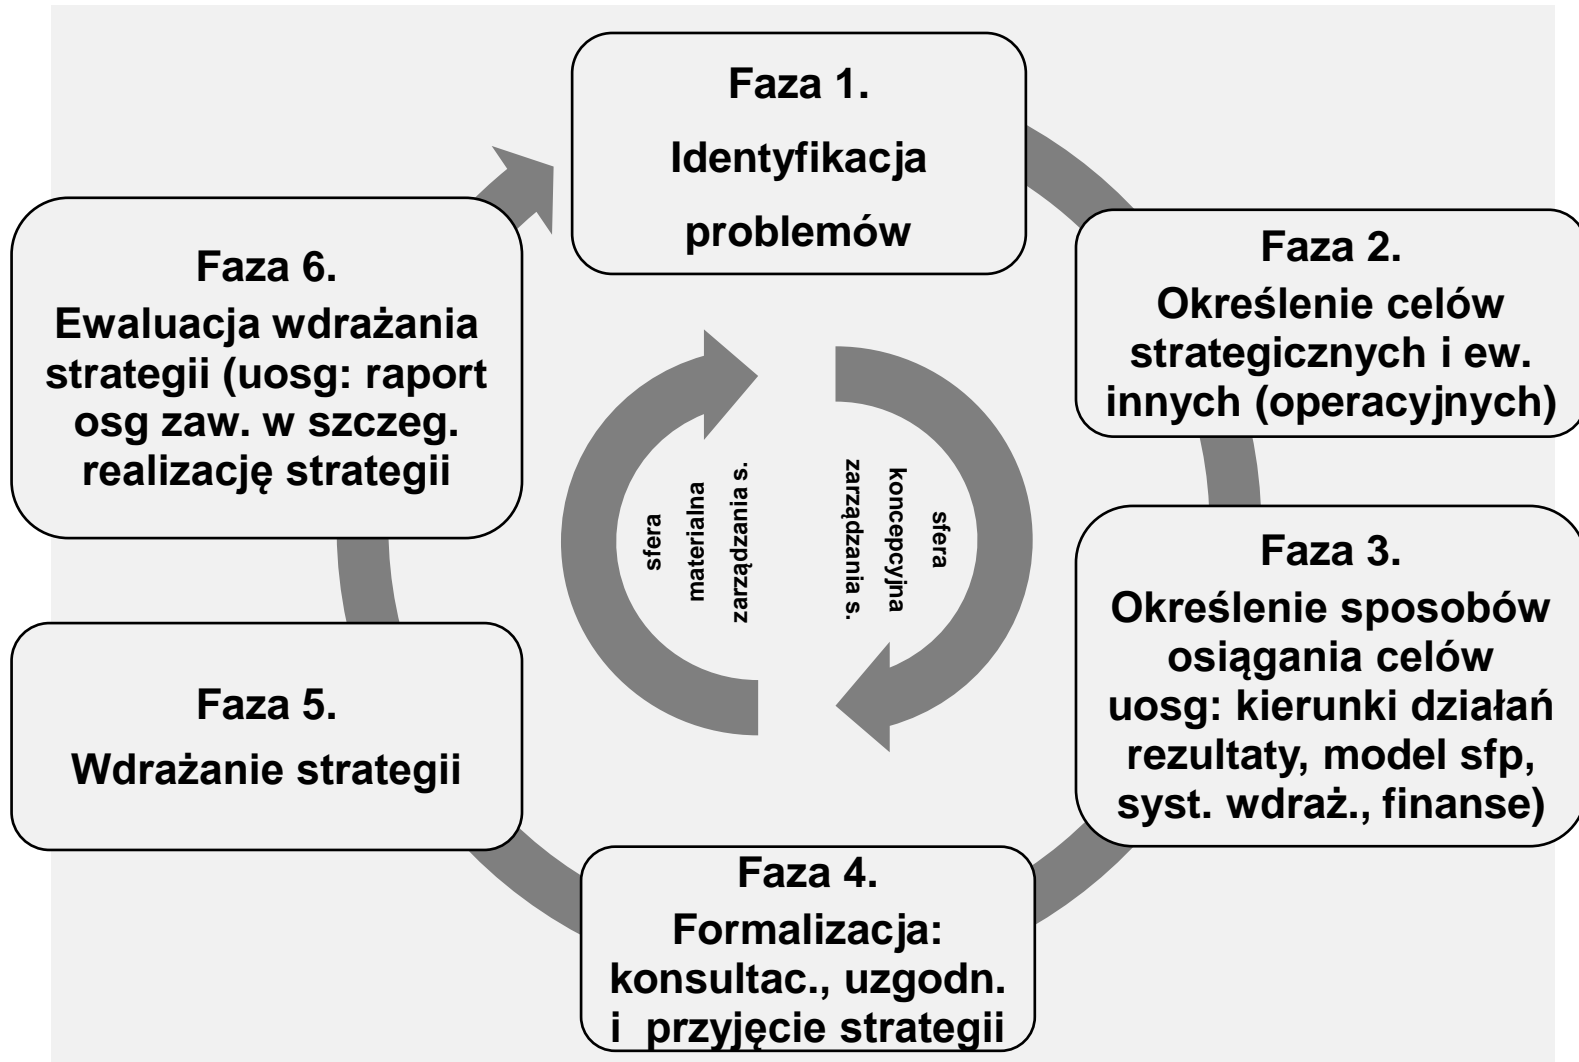 Faza 1.
Identyfikacja
problemów
Faza 2.
Określenie celów
strategicznych i ew.
innych (operacyjnych)
Faza 3.
Określenie sposobów
osiągania celów
uosg: kierunki działań
rezultaty, model sfp,
syst. wdraż., finanse)
Faza 4.
Formalizacja:
konsultac., uzgodn.
i  przyjęcie strategii
Faza 5.
Wdrażanie strategii
Faza 6.
Ewaluacja wdrażania
strategii (uosg: raport
osg zaw. w szczeg.
realizację strategii
sfera
materialna
zarządzania s.
sfera
koncepcyjna
zarządzania s.